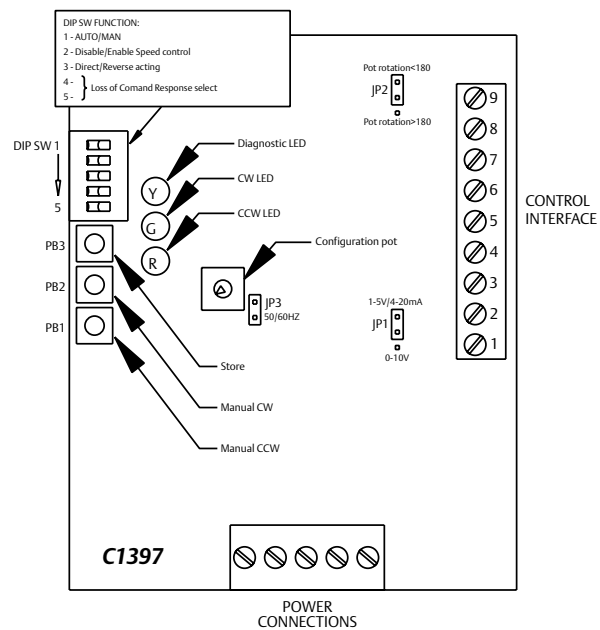 DIP SW FUNCTION:
1 - AUTO/MAN
2 - Disable/Enable Speed control
3 - Direct/Reverse acting
4 -
5 -
Loss of Comand Response select
Pot rotation<180
JP2
Pot rotation>180
9
8
7
6
5
4
3
2
1
CONTROL
INTERFACE
DIP SW 1
5
Diagnostic LED
CW LED
CCW LED
Y
G
R
PB3
PB2
PB1
Configuration pot
JP3
50/60HZ
1-5V/4-20mA
JP1
0-10V
Store
Manual CW
Manual CCW
C1397
POWER
CONNECTIONS